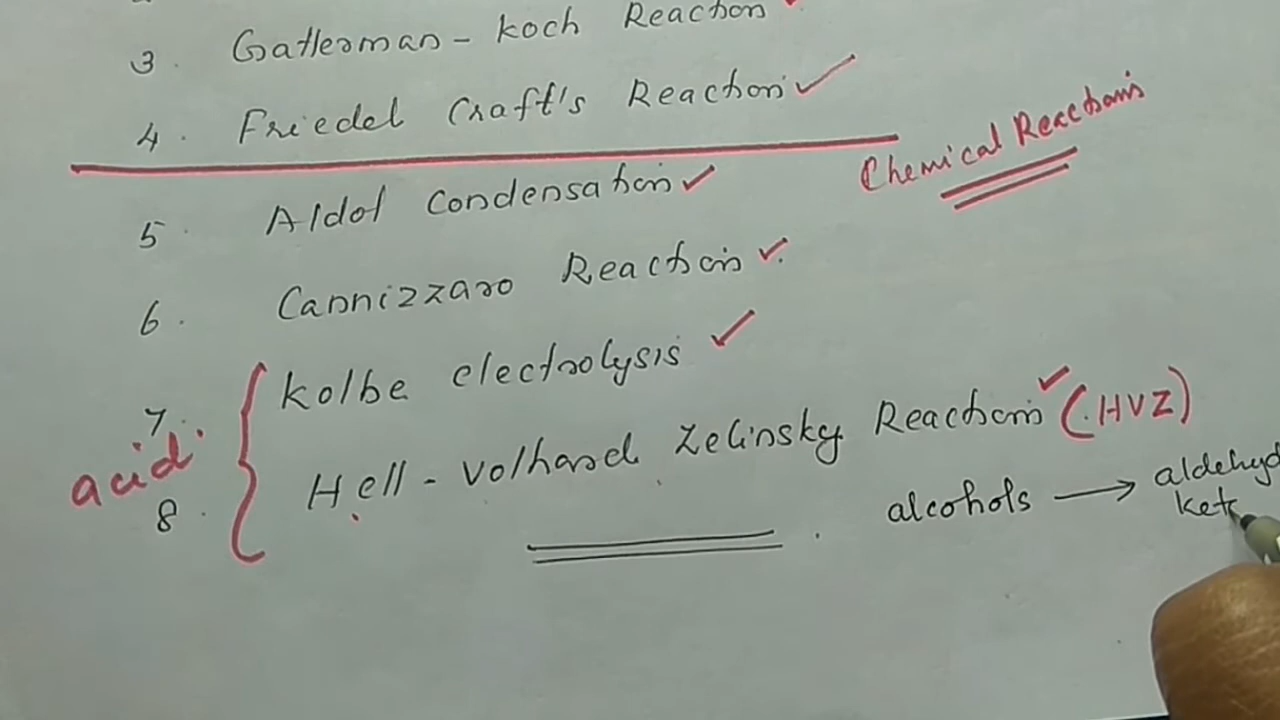 3. Gatterman - Koch Reaction
4. Friedel Craft's Reaction
Chemical Reactions
5. Aldol Condensation
6. Cannizzaro Reaction
7. Kolbe electrolysis
acid
8. Hell - Volhard Zelinsky Reaction (HVZ)
alcohols → aldehyd
ket